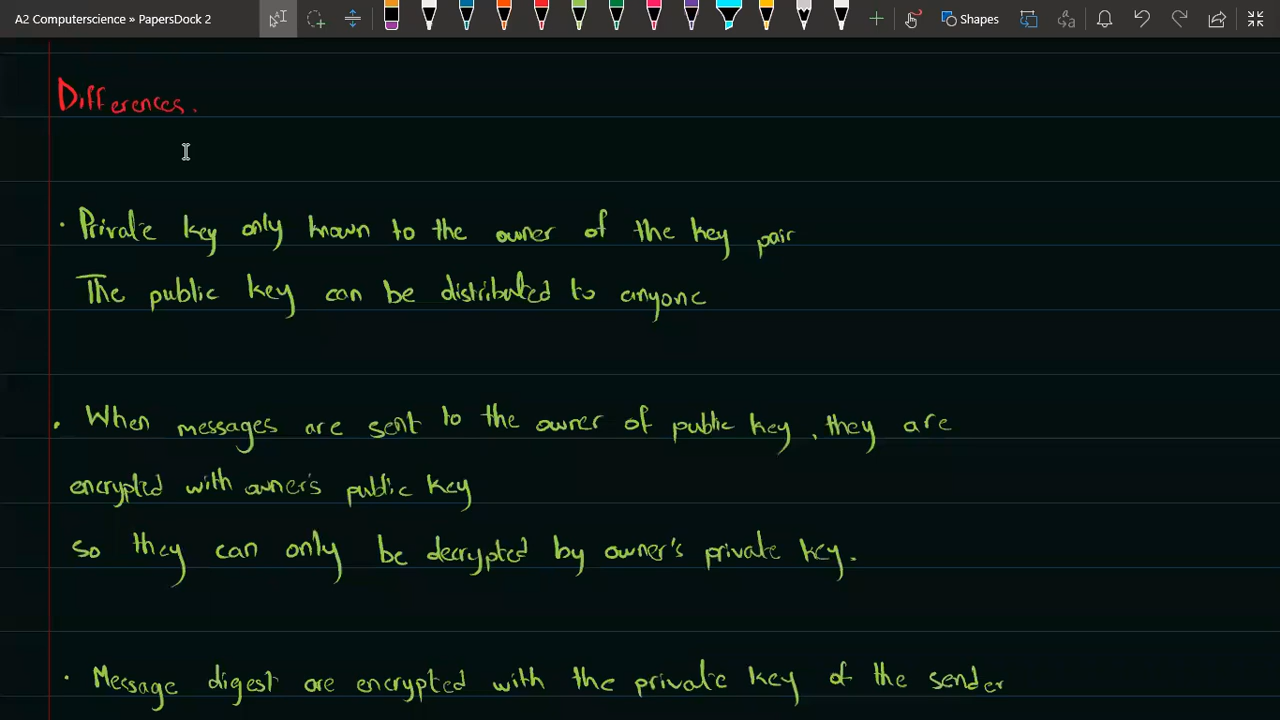 A2 Computerscience » PapersDock 2
Shapes
Differences.
· Private key only known to the owner of the key pair
The public key can be distributed to anyone
. When messages are sent to the owner of public key, they are
encrypted with owner's public key
so they can only be decrypted by owner's private key.
· Message digest are encrypted with the private key of the sender